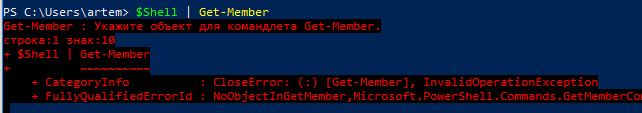 PS C:\Users\artem> $Shell | Get-Member
Get-Member : Укажите объект для командлета Get-Member.
строка:1 знак:10
+ $Shell | Get-Member
+          ~~~~~~~~~~
    + CategoryInfo          : CloseError: (:) [Get-Member], InvalidOperationException
    + FullyQualifiedErrorId : NoObjectInGetMember,Microsoft.PowerShell.Commands.GetMemberCo